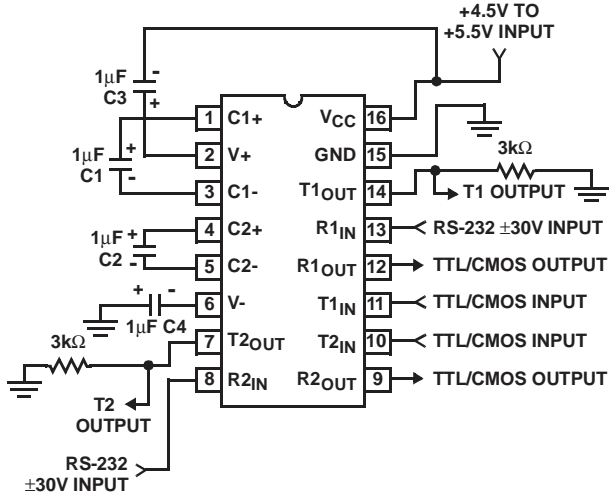 +4.5V TO
+5.5V INPUT
1μF
-
C3
+
1
C1+
VCC
16
1μF
+
C1
-
2
V+
GND
15
3kΩ
3
C1-
T1OUT
14
T1 OUTPUT
1μF
+
C2
-
4
C2+
R1IN
13
RS-232 ±30V INPUT
5
C2-
R1OUT
12
TTL/CMOS OUTPUT
+
-
1μF C4
6
V-
T1IN
11
TTL/CMOS INPUT
3kΩ
7
T2OUT
T2IN
10
TTL/CMOS INPUT
8
R2IN
R2OUT
9
TTL/CMOS OUTPUT
T2
OUTPUT
RS-232
±30V INPUT